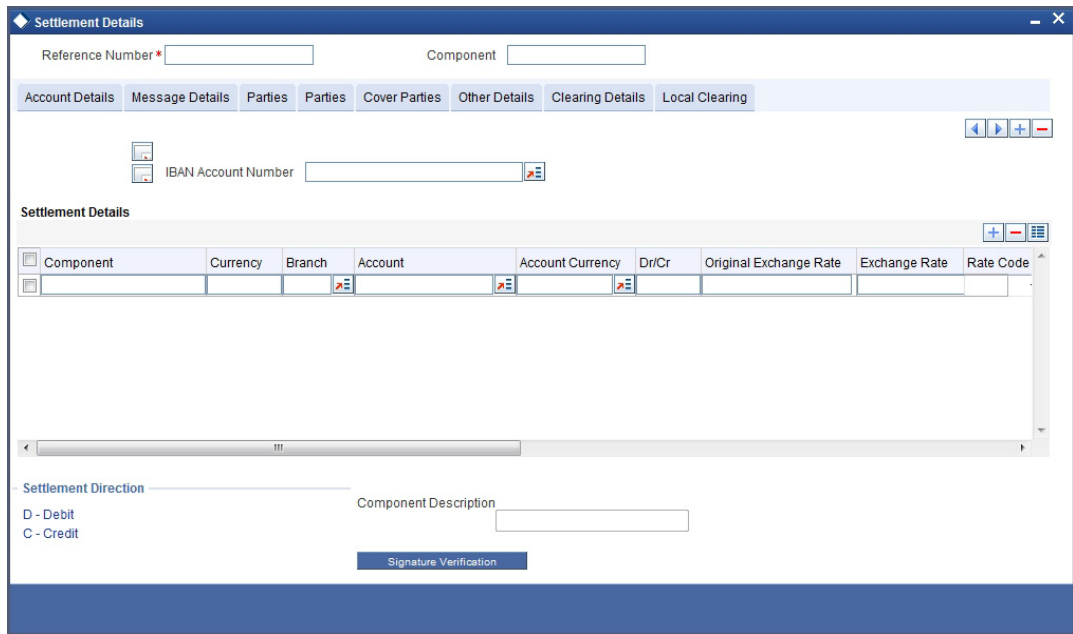 Settlement Details
Reference Number * Component
Account Details Message Details Parties Parties Cover Parties Other Details Clearing Details Local Clearing
IBAN Account Number
Settlement Details
Component Currency Branch Account Account Currency Dr/Cr Original Exchange Rate Exchange Rate Rate Code
Settlement Direction
Component Description
D - Debit
C - Credit
Signature Verification